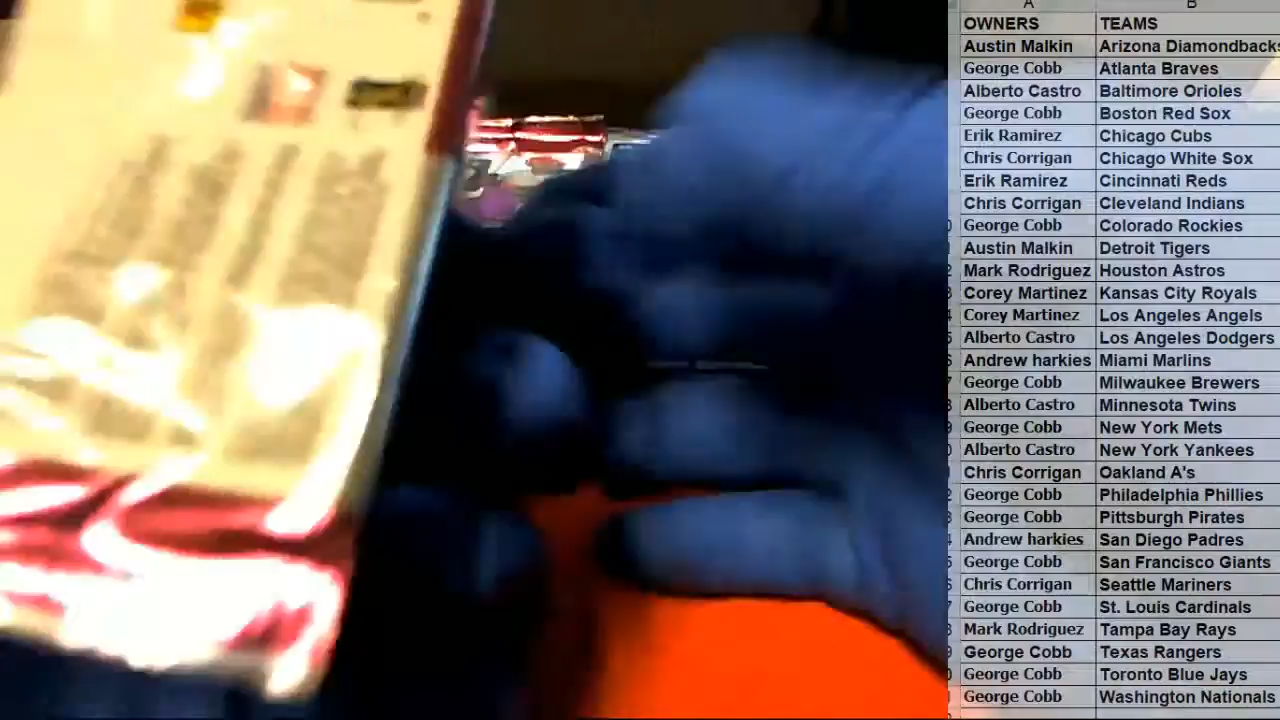 A B
OWNERS TEAMS
Austin Malkin Arizona Diamondbacks
George Cobb Atlanta Braves
Alberto Castro Baltimore Orioles
George Cobb Boston Red Sox
Erik Ramirez Chicago Cubs
Chris Corrigan Chicago White Sox
Erik Ramirez Cincinnati Reds
Chris Corrigan Cleveland Indians
George Cobb Colorado Rockies
Austin Malkin Detroit Tigers
Mark Rodriguez Houston Astros
Corey Martinez Kansas City Royals
Corey Martinez Los Angeles Angels
Alberto Castro Los Angeles Dodgers
Andrew harkies Miami Marlins
George Cobb Milwaukee Brewers
Alberto Castro Minnesota Twins
George Cobb New York Mets
Alberto Castro New York Yankees
Chris Corrigan Oakland A's
George Cobb Philadelphia Phillies
George Cobb Pittsburgh Pirates
Andrew harkies San Diego Padres
George Cobb San Francisco Giants
Chris Corrigan Seattle Mariners
George Cobb St. Louis Cardinals
Mark Rodriguez Tampa Bay Rays
George Cobb Texas Rangers
George Cobb Toronto Blue Jays
George Cobb Washington Nationals